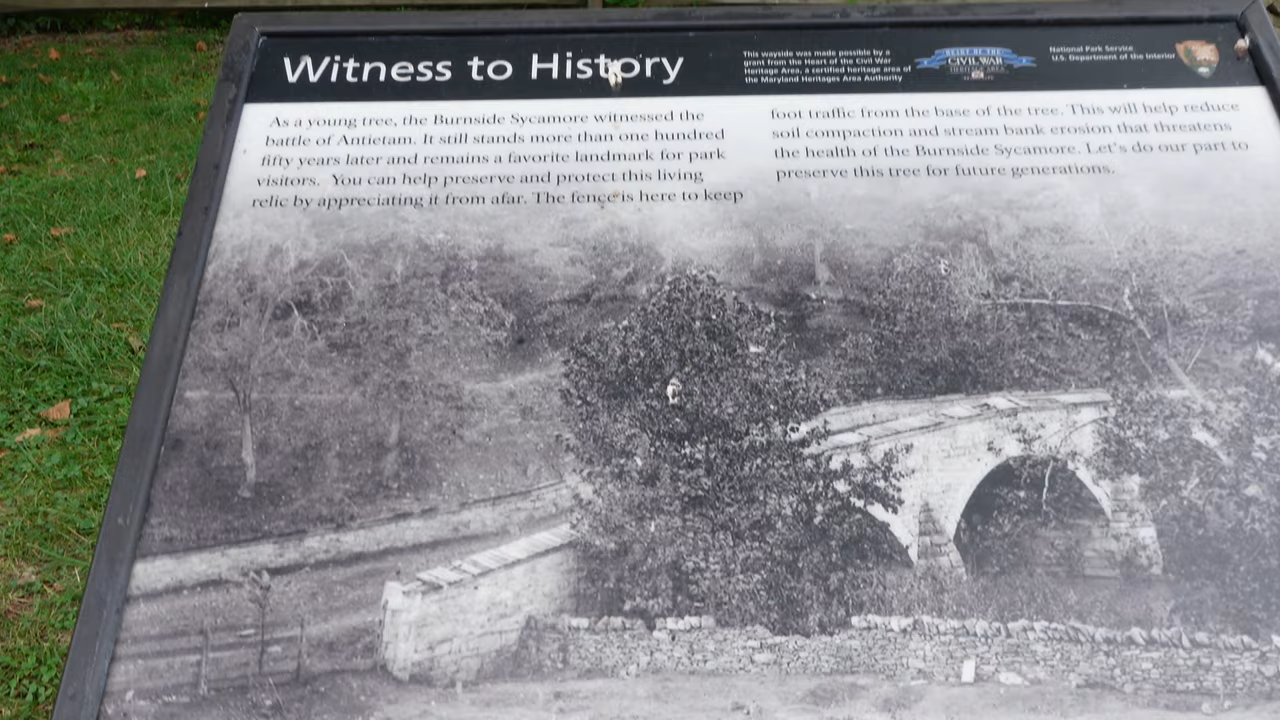 Witness to History
This wayside was made possible by a
grant from the Heart of the Civil War
Heritage Area, a certified heritage area of
the Maryland Heritages Area Authority
HEART OF THE
CIVIL WAR
HERITAGE AREA
National Park Service
U.S. Department of the Interior
As a young tree, the Burnside Sycamore witnessed the
battle of Antietam. It still stands more than one hundred
fifty years later and remains a favorite landmark for park
visitors. You can help preserve and protect this living
relic by appreciating it from afar. The fence is here to keep
foot traffic from the base of the tree. This will help reduce
soil compaction and stream bank erosion that threatens
the health of the Burnside Sycamore. Let's do our part to
preserve this tree for future generations.